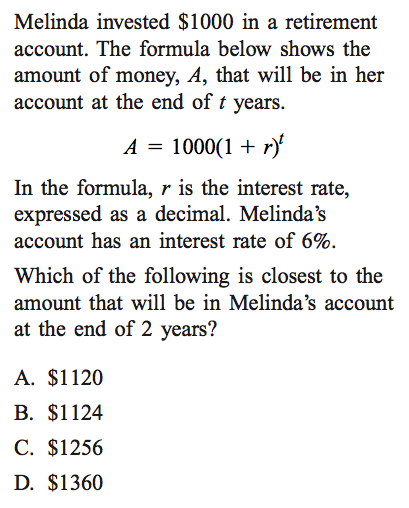 Melinda invested $1000 in a retirement
account. The formula below shows the
amount of money, A, that will be in her
account at the end of t years.
A = 1000(1 + r)^t
In the formula, r is the interest rate,
expressed as a decimal. Melinda’s
account has an interest rate of 6%.
Which of the following is closest to the
amount that will be in Melinda’s account
at the end of 2 years?
A. $1120
B. $1124
C. $1256
D. $1360